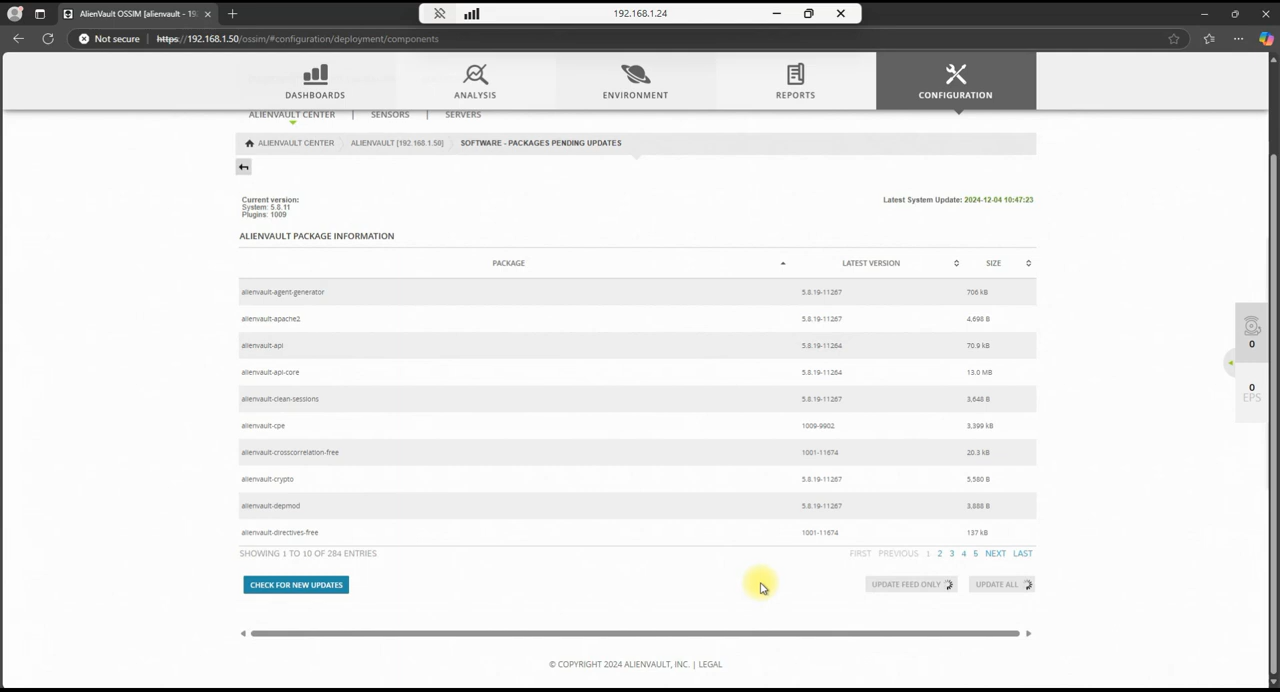 AlienVault OSSIM [alienvault - 19
192.168.1.24
Not secure
https://192.168.1.50/ossim/#configuration/deployment/components
DASHBOARDS
ANALYSIS
ENVIRONMENT
REPORTS
CONFIGURATION
ALIENVAULT CENTER | SENSORS | SERVERS
ALIENVAULT CENTER ALIENVAULT [192.168.1.50] SOFTWARE - PACKAGES PENDING UPDATES
Current version:
System: 5.8.11
Plugins: 1009
Latest System Update: 2024-12-04 10:47:23
ALIENVAULT PACKAGE INFORMATION
PACKAGE LATEST VERSION SIZE
alienvault-agent-generator 5.8.19-11267 706 kB
alienvault-apache2 5.8.19-11267 4,698 B
alienvault-api 5.8.19-11264 70.9 kB
alienvault-api-core 5.8.19-11264 13.0 MB
alienvault-clean-sessions 5.8.19-11267 3,648 B
alienvault-cpe 1009-9902 3,399 kB
alienvault-crosscorrelation-free 1001-11674 20.3 kB
alienvault-crypto 5.8.19-11267 5,580 B
alienvault-depmod 5.8.19-11267 3,888 B
alienvault-directives-free 1001-11674 137 kB
SHOWING 1 TO 10 OF 284 ENTRIES
FIRST PREVIOUS 1 2 3 4 5 NEXT LAST
CHECK FOR NEW UPDATES
UPDATE FEED ONLY
UPDATE ALL
0
0
EPS
© COPYRIGHT 2024 ALIENVAULT, INC. | LEGAL